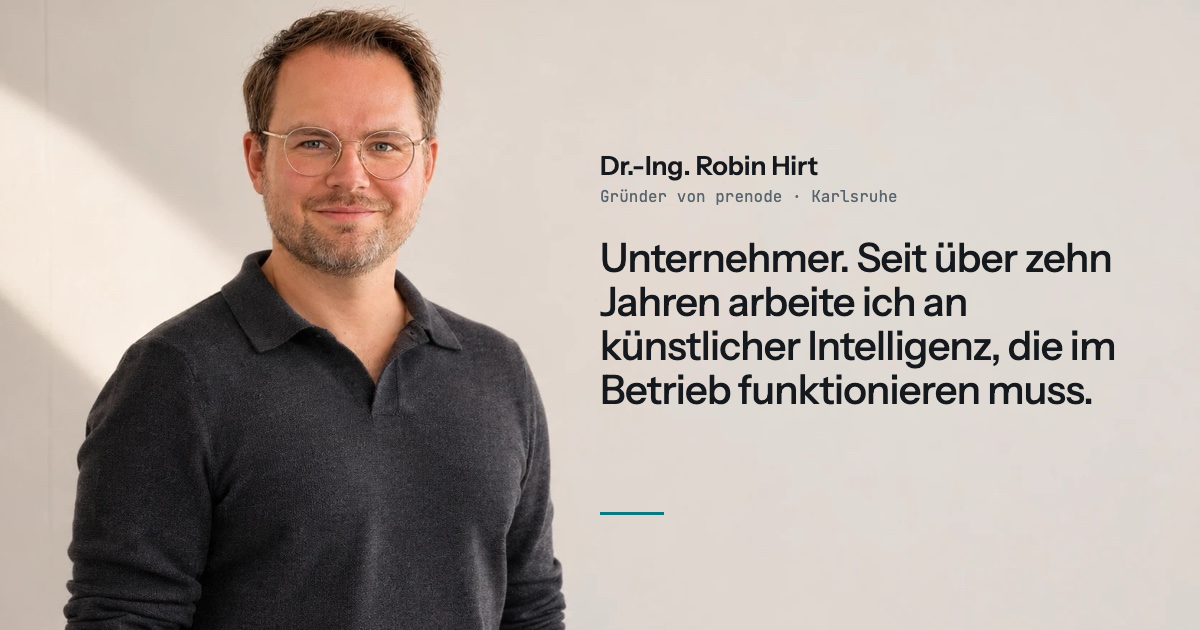 Dr.-Ing. Robin Hirt
Gründer von prenode · Karlsruhe
Unternehmer. Seit über zehn
Jahren arbeite ich an
künstlicher Intelligenz, die im
Betrieb funktionieren muss.